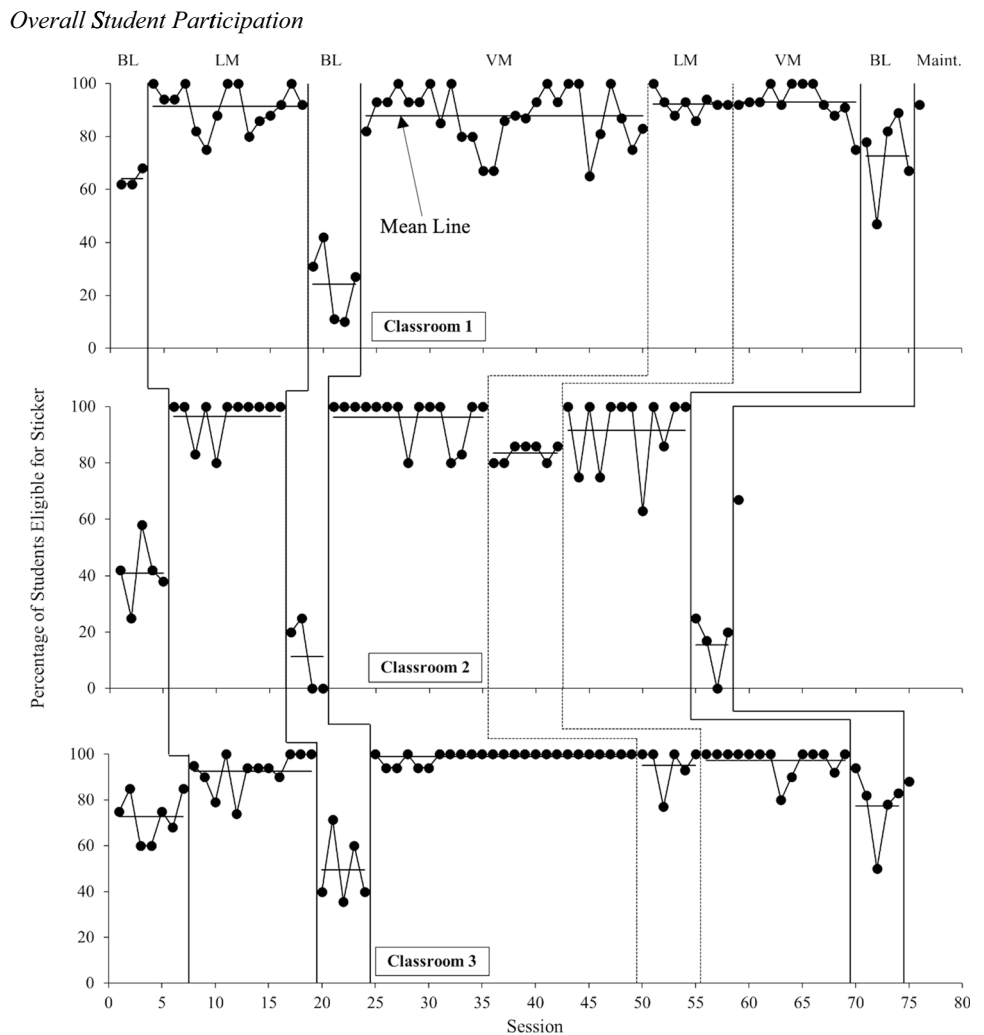 Overall Student Participation
BL LM BL VM LM VM BL Maint.
100
80
60
40
20
0
Mean Line
Classroom 1
Percentage of Students Eligible for Sticker
100
80
60
40
20
0
Classroom 2
100
80
60
40
20
0
Classroom 3
0 5 10 15 20 25 30 35 40 45 50 55 60 65 70 75 80
Session